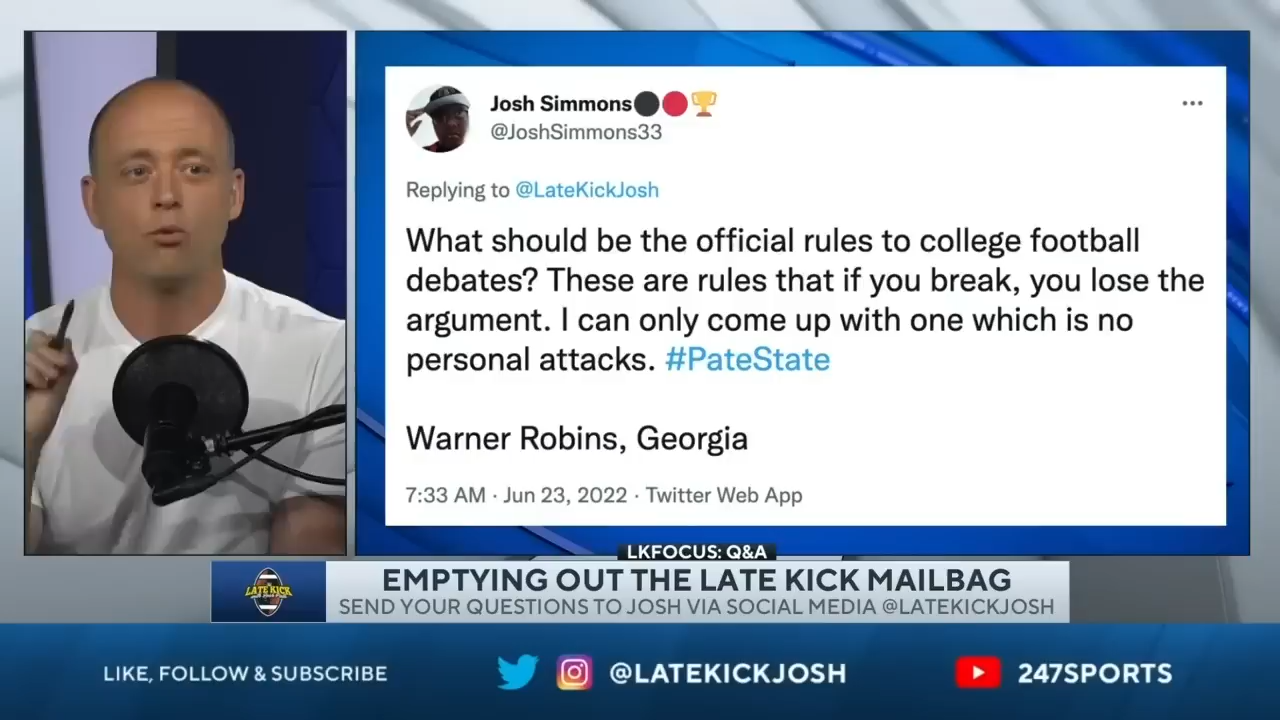 Josh Simmons⚫🔴🏆
@JoshSimmons33
Replying to @LateKickJosh
What should be the official rules to college football
debates? These are rules that if you break, you lose the
argument. I can only come up with one which is no
personal attacks. #PateState
Warner Robins, Georgia
7:33 AM · Jun 23, 2022 · Twitter Web App
LKFOCUS: Q&A
LATE KICK
EMPTYING OUT THE LATE KICK MAILBAG
SEND YOUR QUESTIONS TO JOSH VIA SOCIAL MEDIA @LATEKICKJOSH
LIKE, FOLLOW & SUBSCRIBE
@LATEKICKJOSH
247SPORTS